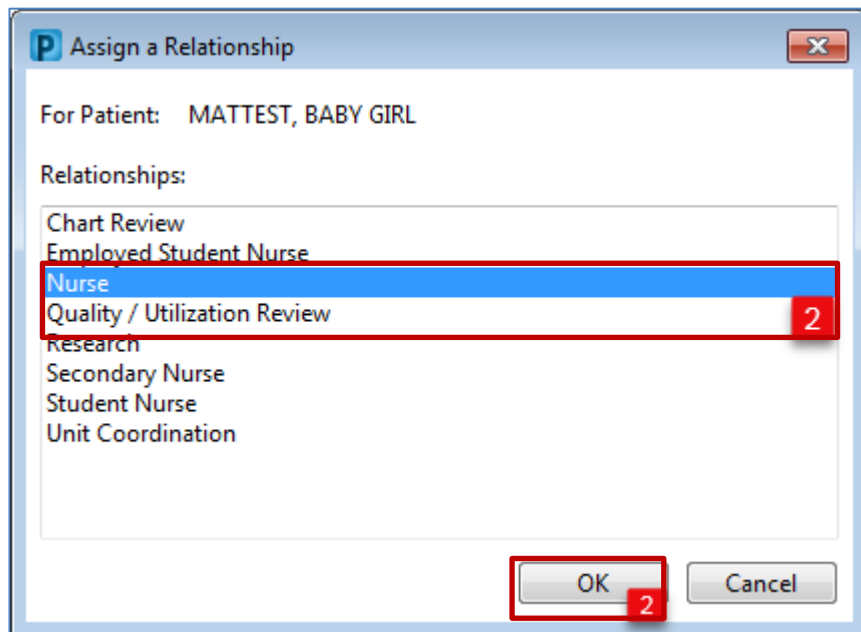 P Assign a Relationship
For Patient: MATTEST, BABY GIRL
Relationships:
Chart Review
Employed Student Nurse
Nurse
Quality / Utilization Review
2
Research
Secondary Nurse
Student Nurse
Unit Coordination
OK Cancel
2